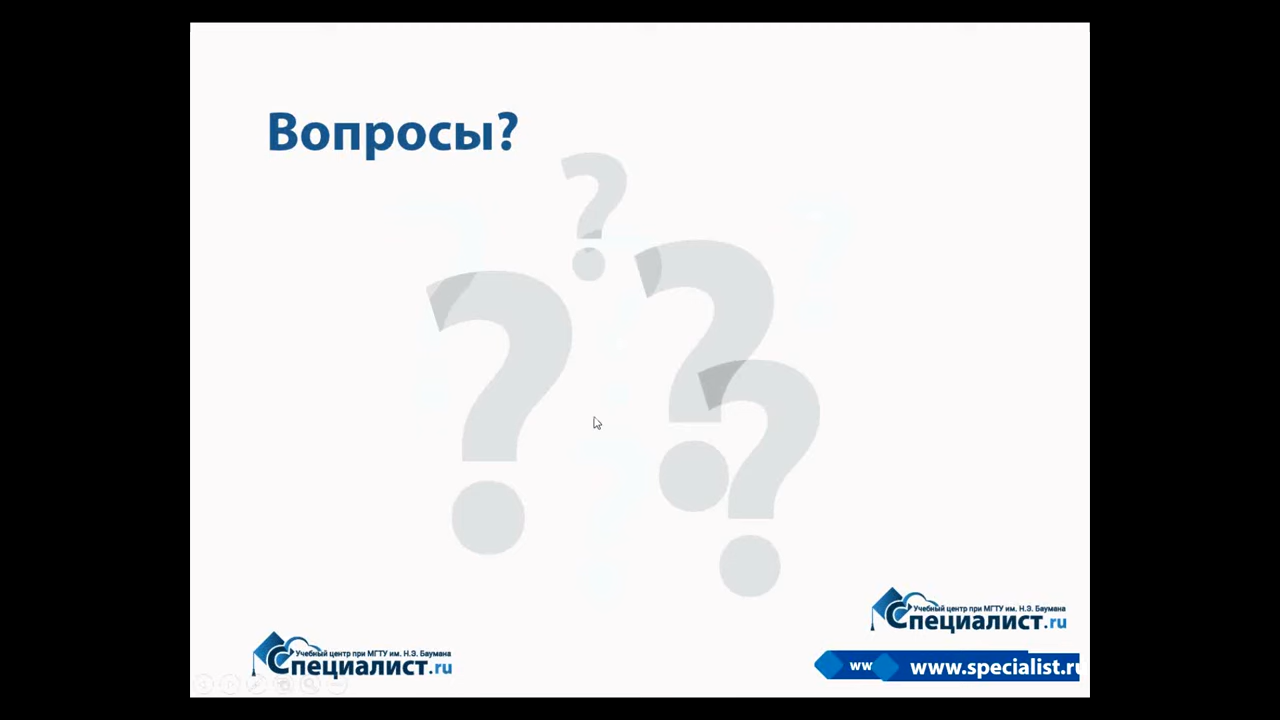 Вопросы?
?
?
?
?
Учебный центр при МГТУ им. Н.Э. Баумана
Специалист.ru
Учебный центр при МГТУ им. Н.Э. Баумана
Специалист.ru
ww
www.specialist.ru